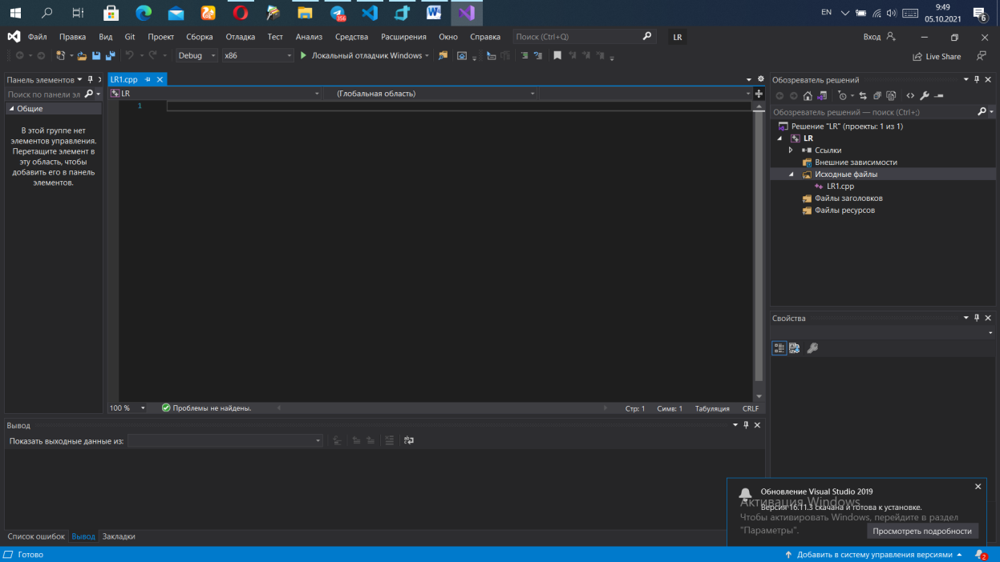 356
EN
9:49
05.10.2021
6
Файл Правка Вид Git Проект Сборка Отладка Тест Анализ Средства Расширения Окно Справка
Поиск (Ctrl+Q)
LR
Вход
Debug
x86
Локальный отладчик Windows
Live Share
Панель элементов
Поиск по панели эл
Общие
В этой группе нет
элементов управления.
Перетащите элемент в
эту область, чтобы
добавить его в панель
элементов.
LR1.cpp
LR
(Глобальная область)
1
100 %
Проблемы не найдены.
Стр: 1
Симв: 1
Табуляция
CRLF
Обозреватель решений
Обозреватель решений — поиск (Ctrl+;)
Решение "LR" (проекты: 1 из 1)
LR
Ссылки
Внешние зависимости
Исходные файлы
LR1.cpp
Файлы заголовков
Файлы ресурсов
Свойства
Вывод
Показать выходные данные из:
Список ошибок
Вывод
Закладки
Обновление Visual Studio 2019
Активация Windows
Версия 16.11.3 скачана и готова к установке.
Чтобы активировать Windows, перейдите в раздел
"Параметры".
Просмотреть подробности
Готово
Добавить в систему управления версиями
2